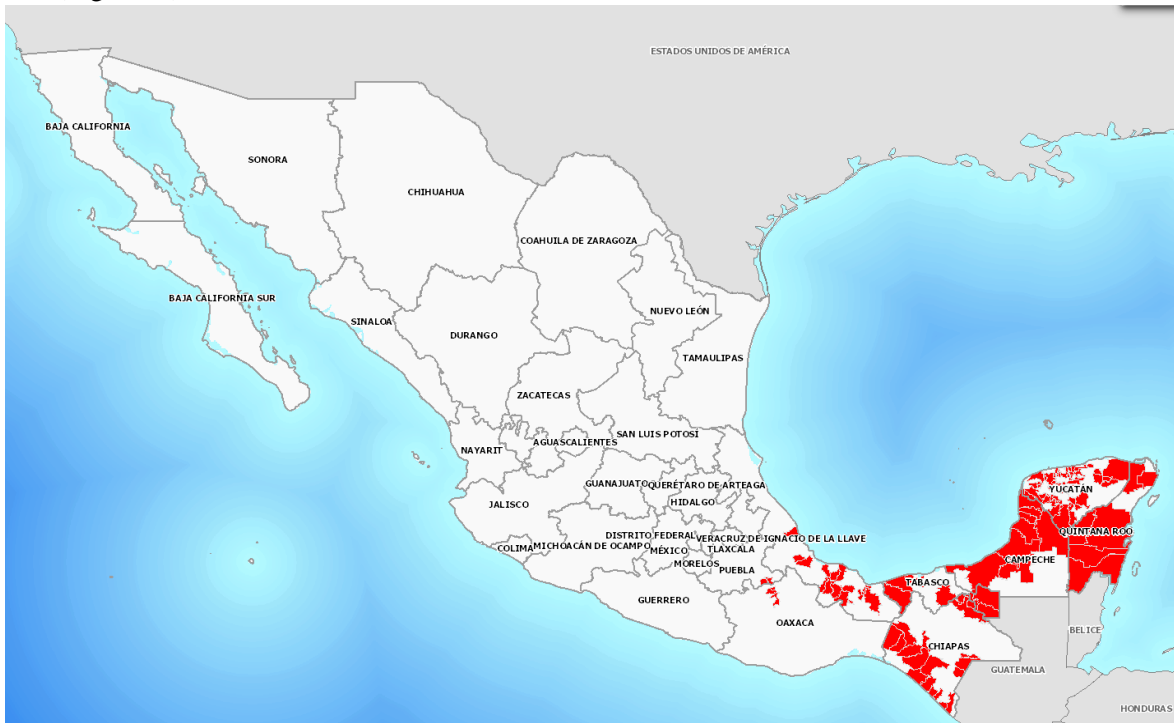 ESTADOS UNIDOS DE AMÉRICA
BAJA CALIFORNIA
SONORA
CHIHUAHUA
COAHUILA DE ZARAGOZA
BAJA CALIFORNIA SUR
NUEVO LEÓN
SINALOA
DURANGO
TAMAULIPAS
ZACATECAS
SAN LUIS POTOSÍ
AGUASCALIENTES
NAYARIT
GUANAJUATO
QUERÉTARO DE ARTEAGA
YUCATÁN
HIDALGO
JALISCO
QUINTANA ROO
DISTRITO FEDERAL
VERACRUZ DE IGNACIO DE LA LLAVE
COLIMA
MICHOACÁN DE OCAMPO
MÉXICO
TLAXCALA
CAMPECHE
MORELOS
PUEBLA
TABASCO
GUERRERO
OAXACA
BELICE
CHIAPAS
GUATEMALA
HONDURAS